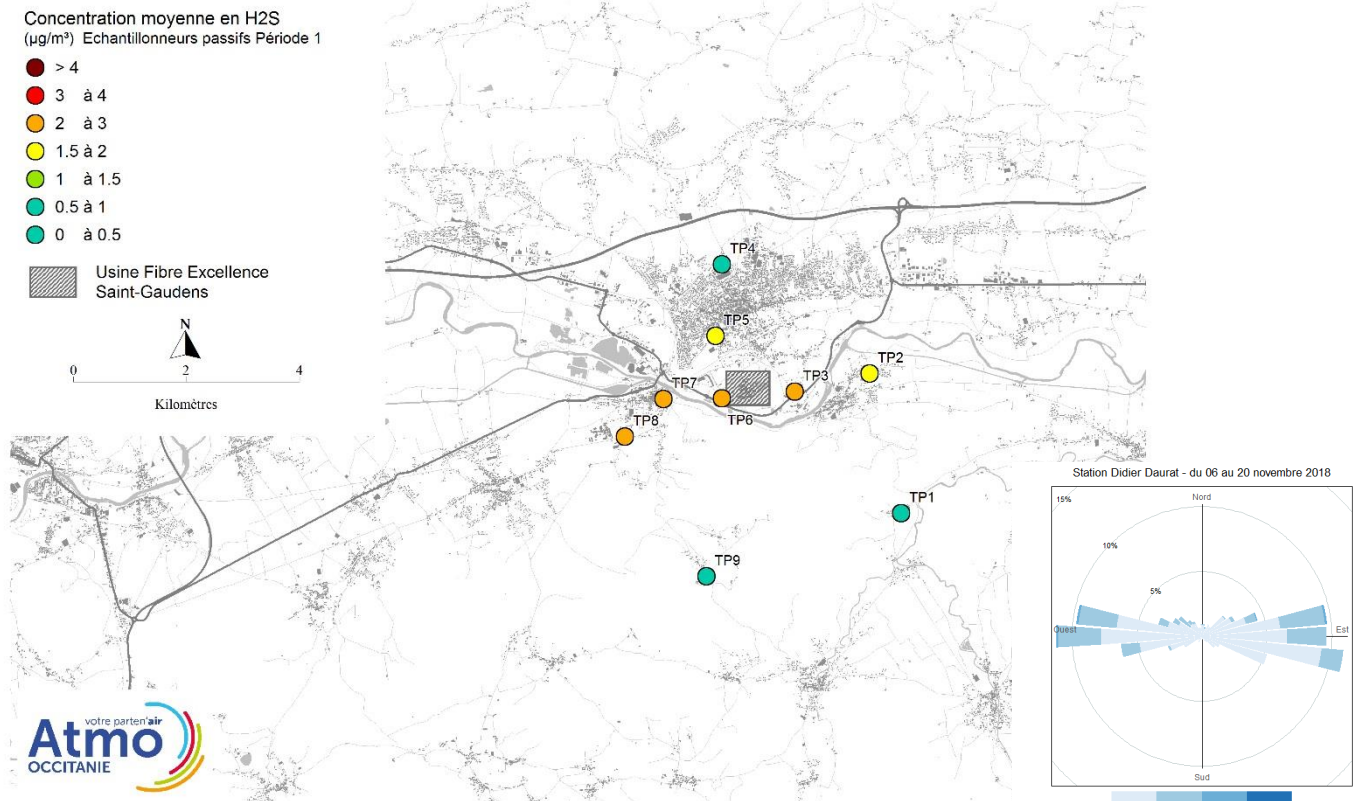 Concentration moyenne en H2S
(µg/m³) Echantillonneurs passifs Période 1
> 4
3 à 4
2 à 3
1.5 à 2
1 à 1.5
0.5 à 1
0 à 0.5
Usine Fibre Excellence
Saint-Gaudens
N
0 2 4
Kilomètres
TP4
TP5
TP2
TP3
TP7
TP6
TP8
TP1
TP9
Station Didier Daurat - du 06 au 20 novembre 2018
15%
Nord
10%
5%
Ouest
Est
Sud
votre parten'air
Atmo
OCCITANIE